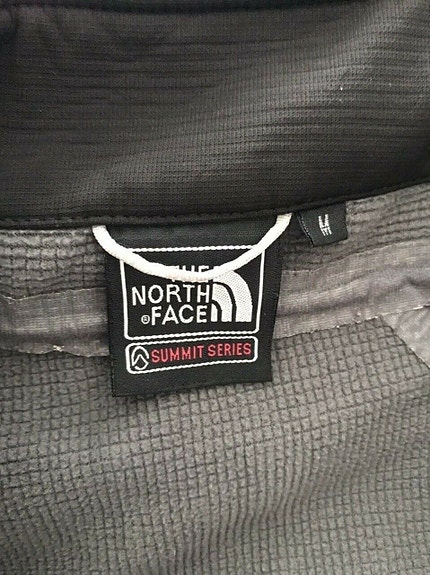 THE
NORTH
®FACE
SUMMIT SERIES